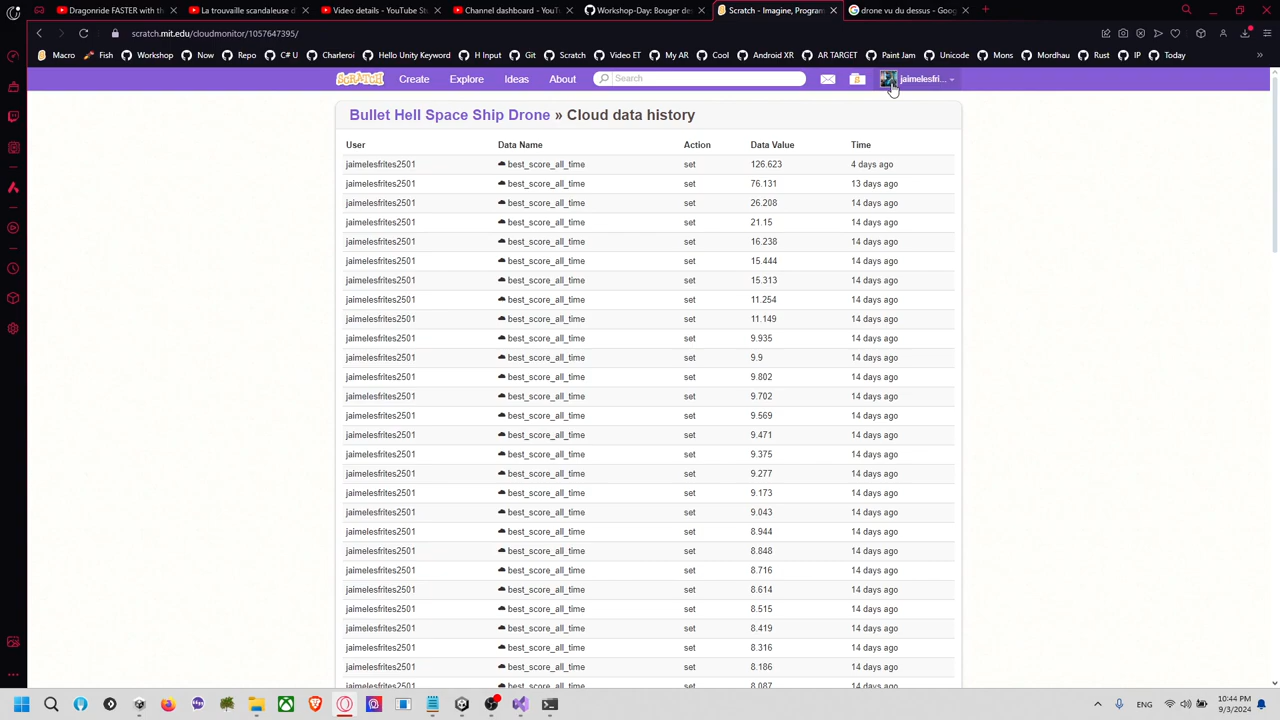 Dragonride FASTER with th
La trouvaille scandaleuse d
Video details - YouTube Stu
Channel dashboard - YouTu
Workshop-Day: Bouger den
Scratch - Imagine, Program
drone vu du dessus - Goog
scratch.mit.edu/cloudmonitor/1057647395/
Macro Fish Workshop Now Repo C# U Charleroi Hello Unity Keyword H Input Git Scratch Video ET My AR Cool Android XR AR TARGET Paint Jam Unicode Mons Mordhau Rust IP Today
SCRATCH Create Explore Ideas About Search jaimelesfri...
Bullet Hell Space Ship Drone » Cloud data history
User Data Name Action Data Value Time
jaimelesfrites2501 best_score_all_time set 126.623 4 days ago
jaimelesfrites2501 best_score_all_time set 76.131 13 days ago
jaimelesfrites2501 best_score_all_time set 26.208 14 days ago
jaimelesfrites2501 best_score_all_time set 21.15 14 days ago
jaimelesfrites2501 best_score_all_time set 16.238 14 days ago
jaimelesfrites2501 best_score_all_time set 15.444 14 days ago
jaimelesfrites2501 best_score_all_time set 15.313 14 days ago
jaimelesfrites2501 best_score_all_time set 11.254 14 days ago
jaimelesfrites2501 best_score_all_time set 11.149 14 days ago
jaimelesfrites2501 best_score_all_time set 9.935 14 days ago
jaimelesfrites2501 best_score_all_time set 9.9 14 days ago
jaimelesfrites2501 best_score_all_time set 9.802 14 days ago
jaimelesfrites2501 best_score_all_time set 9.702 14 days ago
jaimelesfrites2501 best_score_all_time set 9.569 14 days ago
jaimelesfrites2501 best_score_all_time set 9.471 14 days ago
jaimelesfrites2501 best_score_all_time set 9.375 14 days ago
jaimelesfrites2501 best_score_all_time set 9.277 14 days ago
jaimelesfrites2501 best_score_all_time set 9.173 14 days ago
jaimelesfrites2501 best_score_all_time set 9.043 14 days ago
jaimelesfrites2501 best_score_all_time set 8.944 14 days ago
jaimelesfrites2501 best_score_all_time set 8.848 14 days ago
jaimelesfrites2501 best_score_all_time set 8.716 14 days ago
jaimelesfrites2501 best_score_all_time set 8.614 14 days ago
jaimelesfrites2501 best_score_all_time set 8.515 14 days ago
jaimelesfrites2501 best_score_all_time set 8.419 14 days ago
jaimelesfrites2501 best_score_all_time set 8.316 14 days ago
jaimelesfrites2501 best_score_all_time set 8.186 14 days ago
jaimelesfrites2501 best_score_all_time set 8.087 14 days ago
10:44 PM
9/3/2024